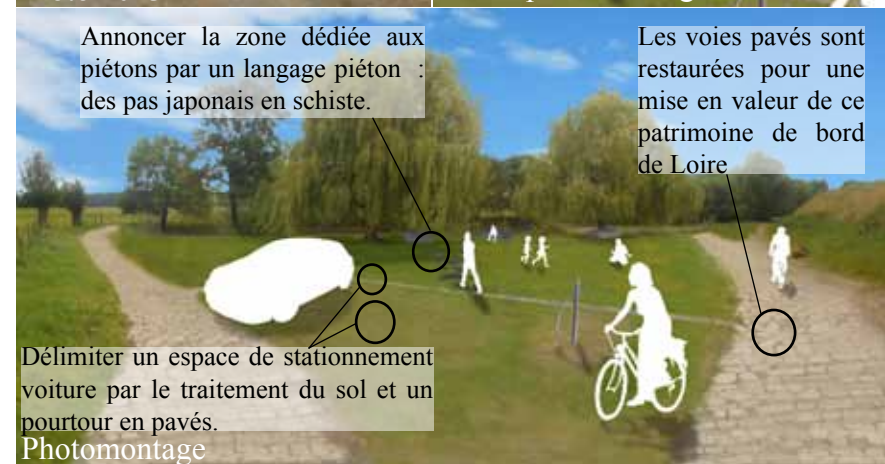 Annoncer la zone dédiée aux
piétons par un langage piéton :
des pas japonais en schiste.
Les voies pavés sont
restaurées pour une
mise en valeur de ce
patrimoine de bord
de Loire
Délimiter un espace de stationnement
voiture par le traitement du sol et un
pourtour en pavés.
Photomontage